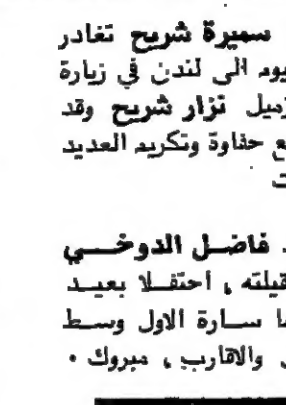 سميرة شريح تغادر
يوم الى لندن في زيارة
زميل نزار شريح وقد
ع حفاوة وتكريم العديد
ت
. فاضل الدوخي
قيلته ، احتفلا بعيد
ا سارة الاول وسط
والاقارب ، مبروك .